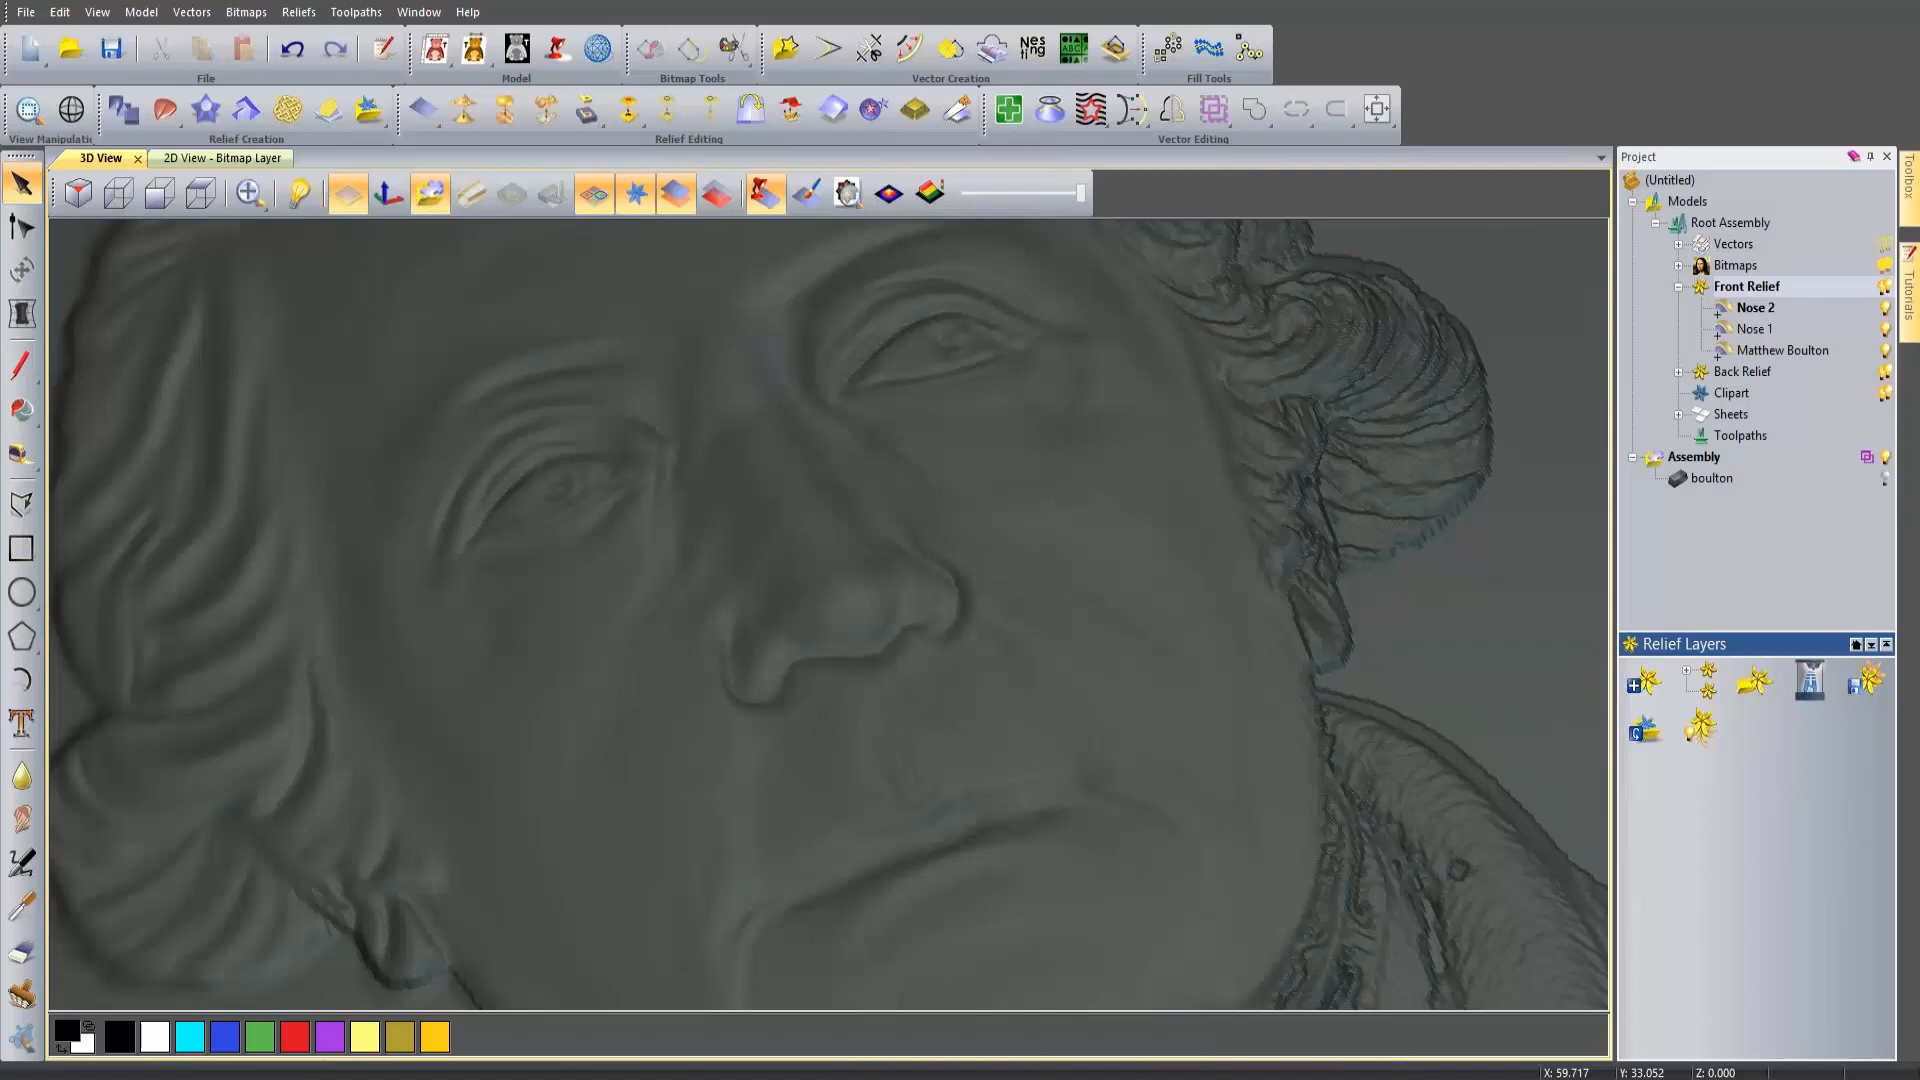 File Edit View Model Vectors Bitmaps Reliefs Toolpaths Window Help
Nes
ting
ABC
File Model Bitmap Tools Vector Creation Fill Tools
View Manipulatic Relief Creation Relief Editing Vector Editing
3D View 2D View - Bitmap Layer
Project
(Untitled)
Models
Root Assembly
Vectors
Bitmaps
Front Relief
Nose 2
Nose 1
Matthew Boulton
Back Relief
Clipart
Sheets
Toolpaths
Assembly
boulton
Toolbox
Tutorials
Relief Layers
X: 59.717 Y: 33.052 Z: 0.000